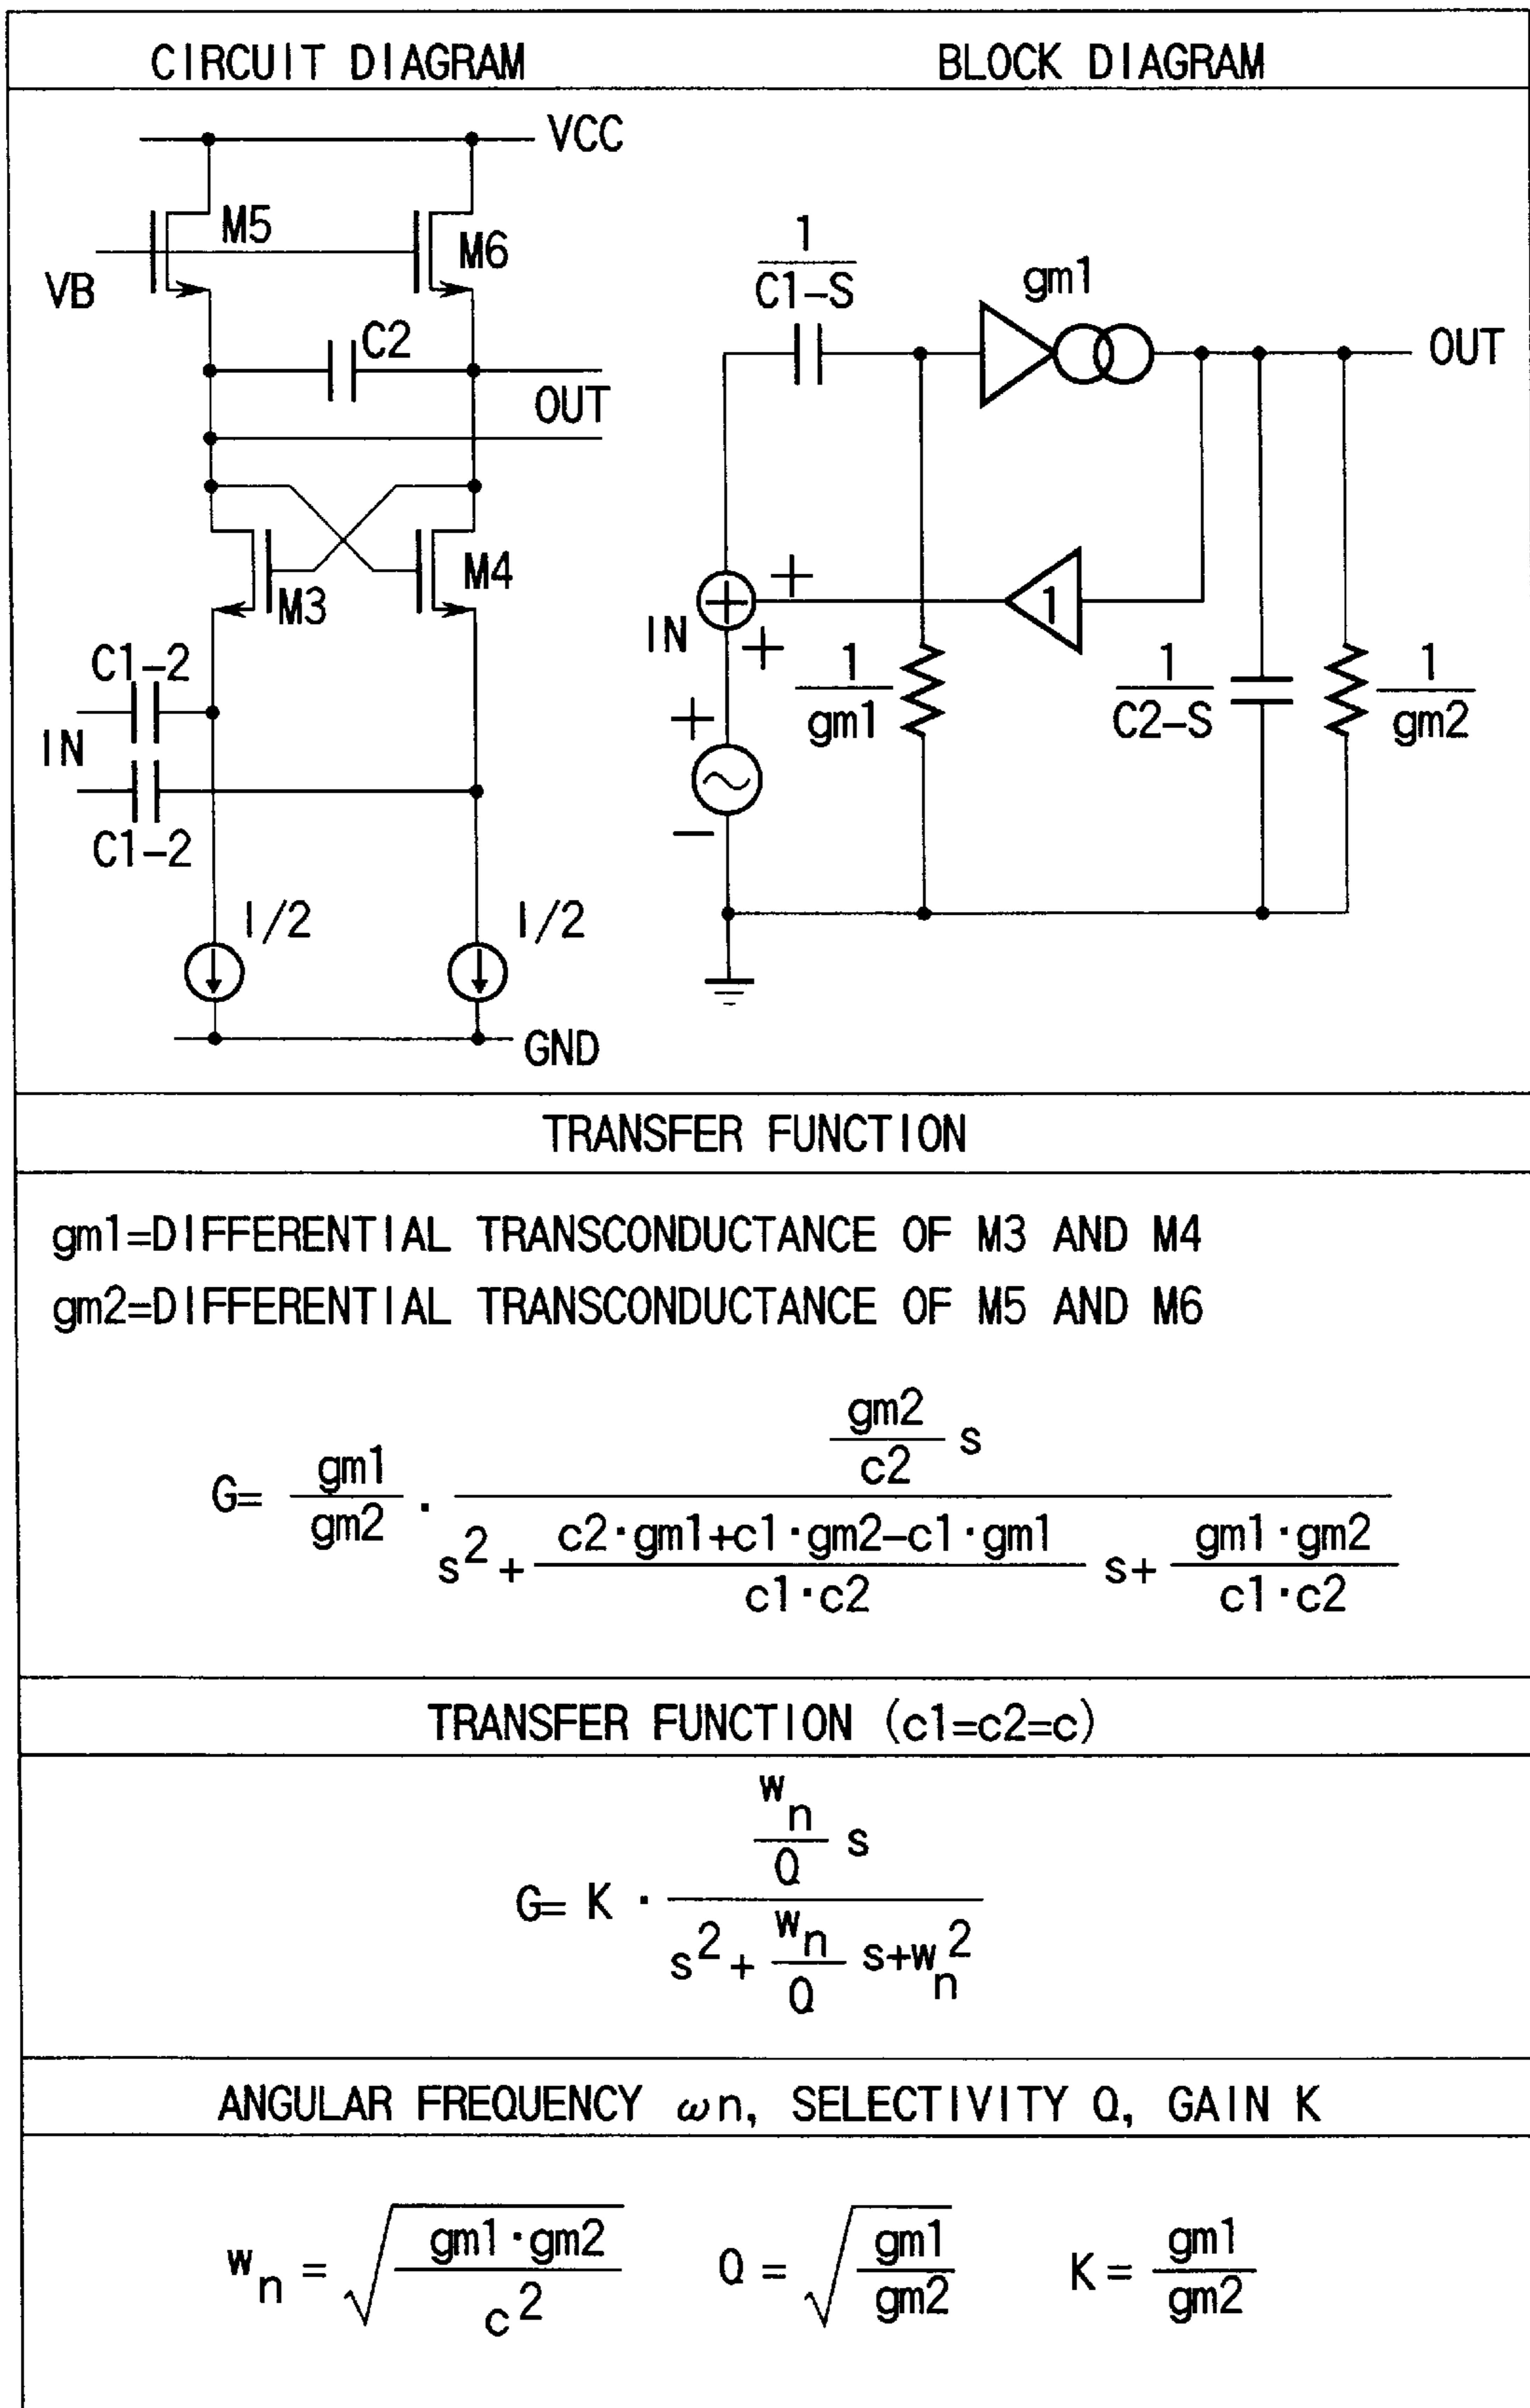 CIRCUIT DIAGRAM
BLOCK DIAGRAM
VCC
M5
M6
VB
C2
OUT
M3
M4
C1-2
IN
C1-2
I/2
I/2
GND
1
C1-S
gm1
OUT
+
IN
+
1
+
1
gm1
1
C2-S
1
gm2
−
TRANSFER FUNCTION
gm1=DIFFERENTIAL TRANSCONDUCTANCE OF M3 AND M4
gm2=DIFFERENTIAL TRANSCONDUCTANCE OF M5 AND M6
G= gm1/gm2 · (gm2/c2 s)/(s² + (c2·gm1+c1·gm2−c1·gm1)/(c1·c2) s+ (gm1·gm2)/(c1·c2))
TRANSFER FUNCTION (c1=c2=c)
G= K · (w_n/Q s)/(s² + w_n/Q s+w_n²)
ANGULAR FREQUENCY ωn, SELECTIVITY Q, GAIN K
w_n = √(gm1·gm2/c²) Q = √(gm1/gm2) K = gm1/gm2